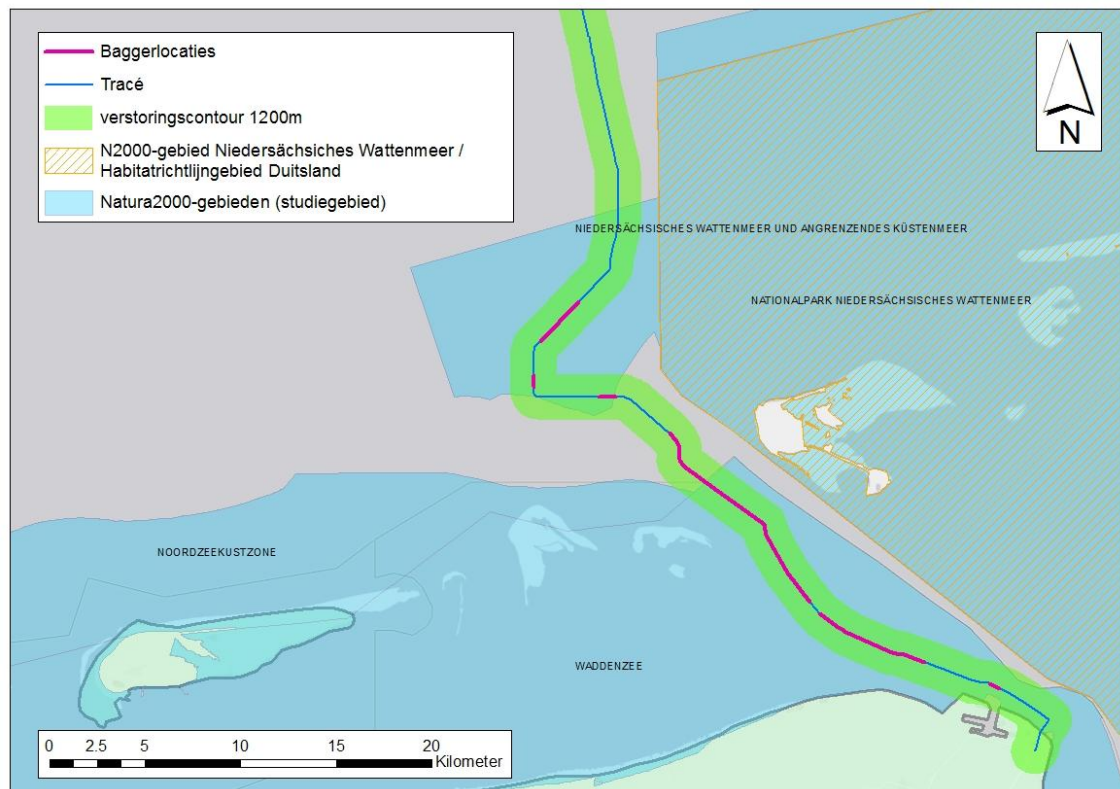 Baggerlocaties
Tracé
verstoringscontour 1200m
N2000-gebied Niedersächsiches Wattenmeer /
Habitatrichtlijngebied Duitsland
Natura2000-gebieden (studiegebied)
N
NIEDERSÄCHSISCHES WATTENMEER UND ANGRENZENDES KÜSTENMEER
NATIONALPARK NIEDERSÄCHSISCHES WATTENMEER
NOORDZEEKUSTZONE
WADDENZEE
0 2.5 5 10 15 20
Kilometer